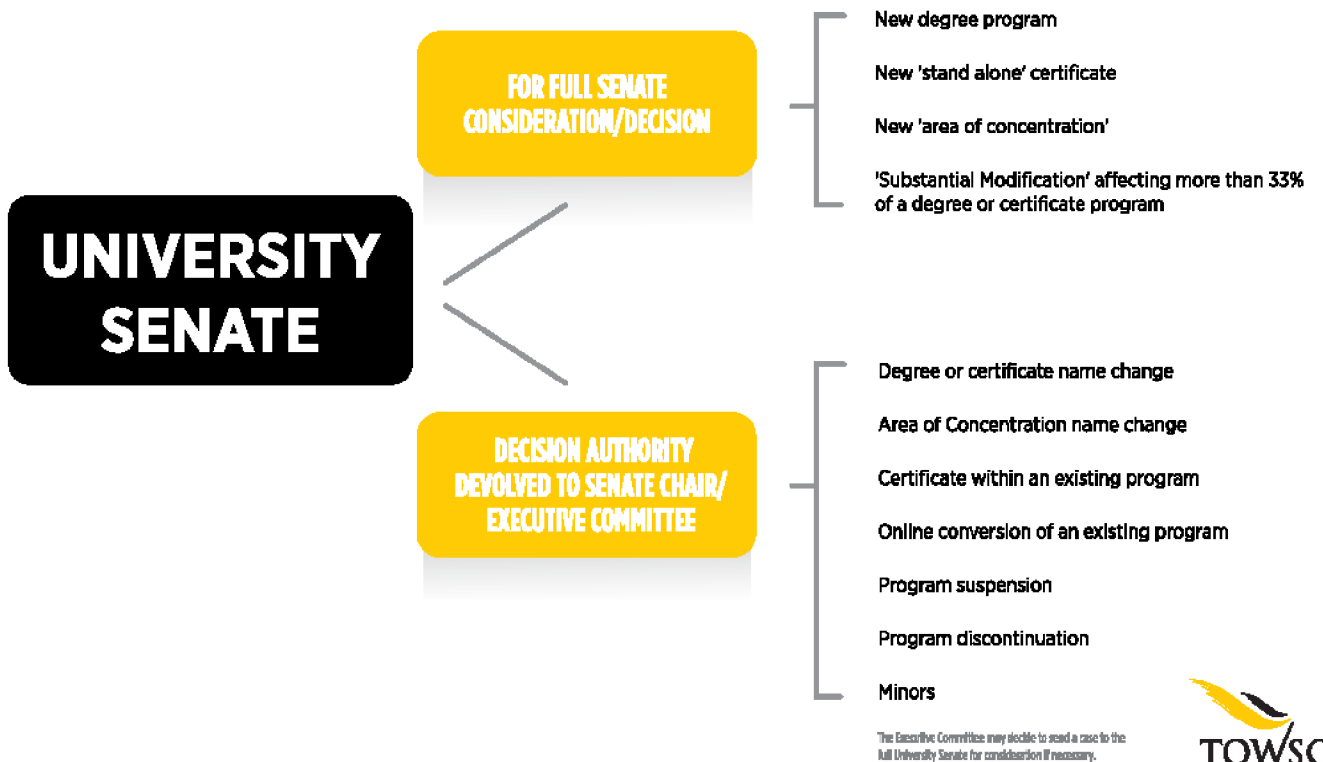 UNIVERSITY
SENATE
FOR FULL SENATE
CONSIDERATION/DECISION
New degree program
New 'stand alone' certificate
New 'area of concentration'
'Substantial Modification' affecting more than 33%
of a degree or certificate program
DECISION AUTHORITY
DEVOLVED TO SENATE CHAIR/
EXECUTIVE COMMITTEE
Degree or certificate name change
Area of Concentration name change
Certificate within an existing program
Online conversion of an existing program
Program suspension
Program discontinuation
Minors
The Executive Committee may decide to send a case to the
full University Senate for consideration if necessary.
TOWSO